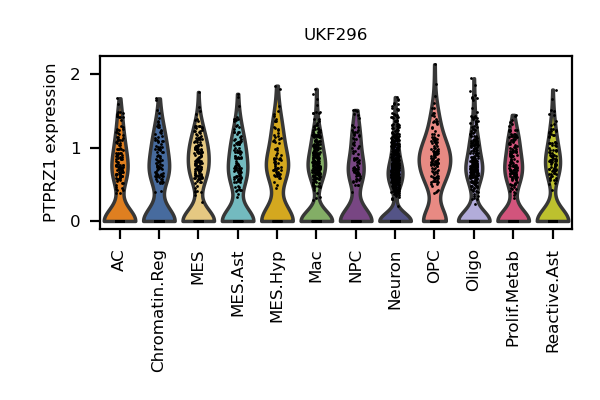 UKF296
PTPRZ1 expression
2
1
0
AC
Chromatin.Reg
MES
MES.Ast
MES.Hyp
Mac
NPC
Neuron
OPC
Oligo
Prolif.Metab
Reactive.Ast